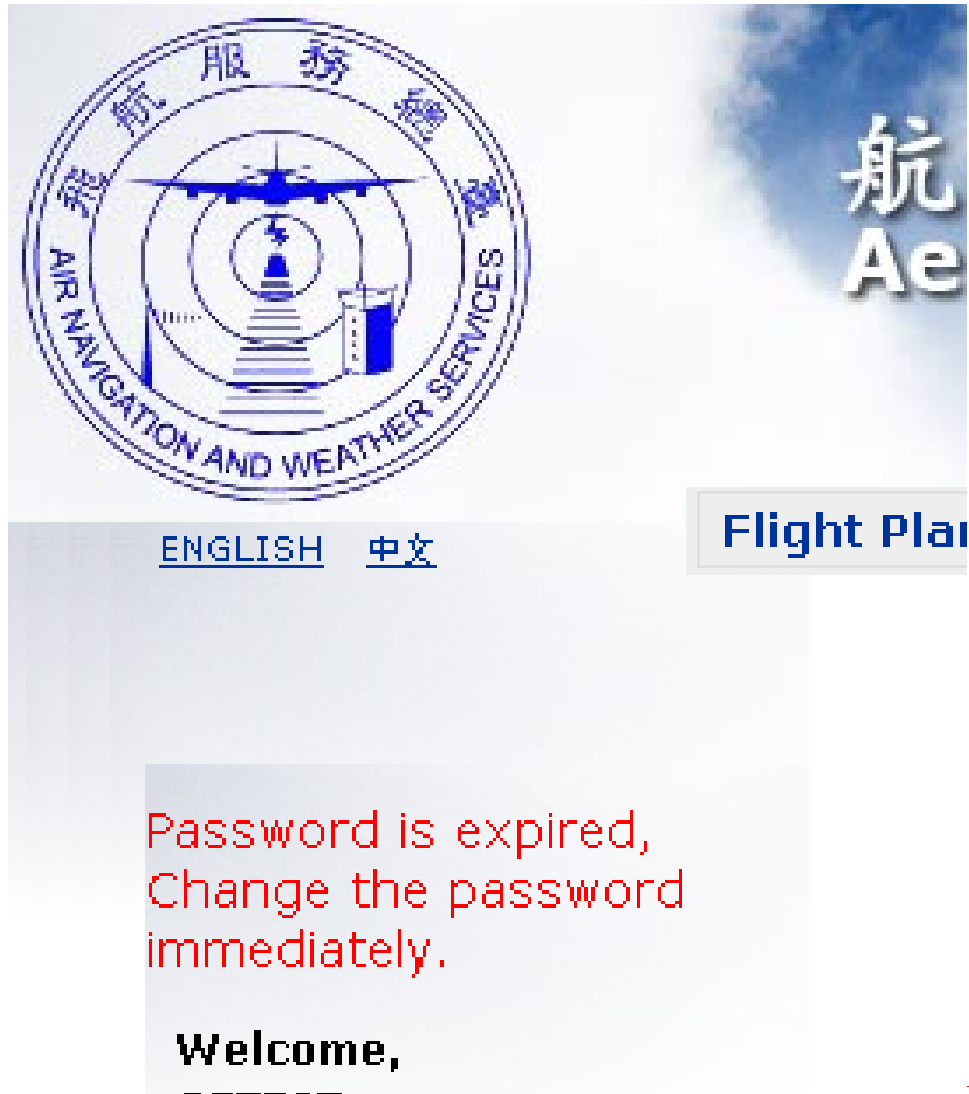 飛航服務總臺
AIR NAVIGATION AND WEATHER SERVICES
航
Ae
ENGLISH 中文
Flight Plan
Password is expired,
Change the password
immediately.
Welcome,